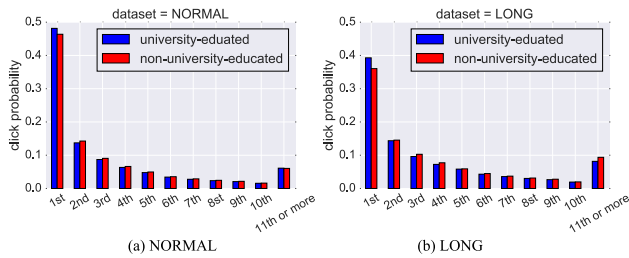 dataset = NORMAL
0.5
0.4
0.3
0.2
0.1
0.0
click probability
university-eduated
non-university-educated
1st
2nd
3rd
4th
5th
6th
7th
8st
9th
10th
11th or more
(a) NORMAL
dataset = LONG
0.5
0.4
0.3
0.2
0.1
0.0
click probability
university-eduated
non-university-educated
1st
2nd
3rd
4th
5th
6th
7th
8st
9th
10th
11th or more
(b) LONG